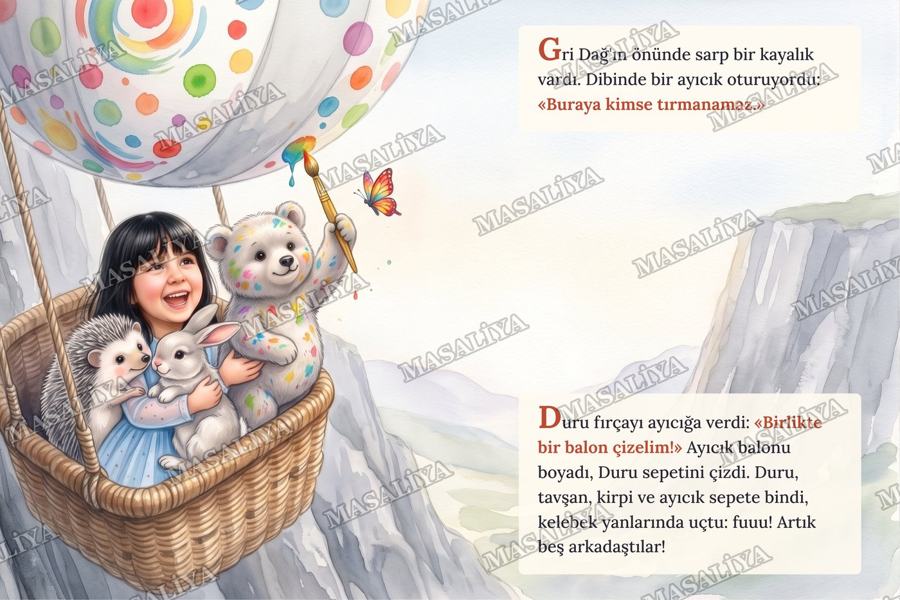 Gri Dağ'ın önünde sarp bir kayalık
vardı. Dibinde bir ayıcık oturuyordu:
«Buraya kimse tırmanamaz.»
Duru fırçayı ayıcığa verdi: «Birlikte
bir balon çizelim!» Ayıcık balonu
boyadı, Duru sepetini çizdi. Duru,
tavşan, kirpi ve ayıcık sepete bindi,
kelebek yanlarında uçtu: fuuu! Artık
beş arkadaştılar!
MASALİYA